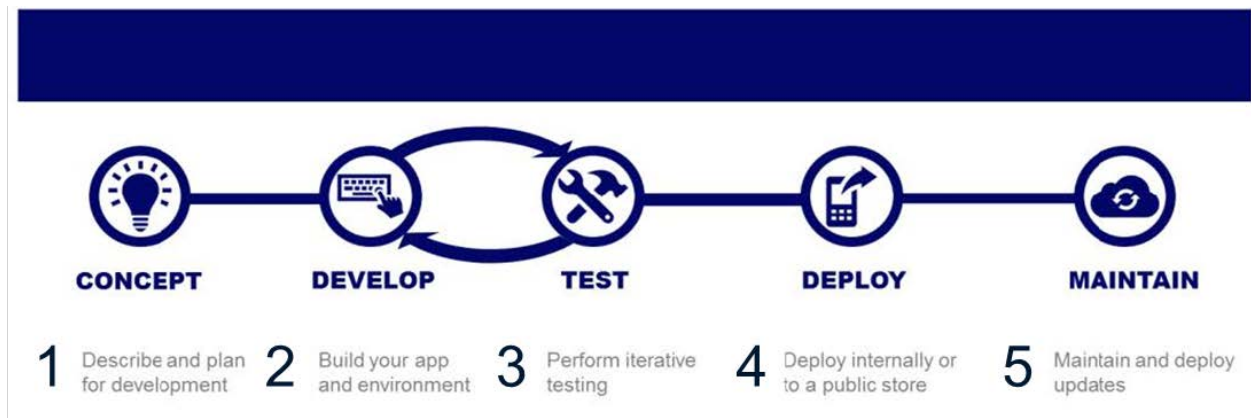 CONCEPT
DEVELOP
TEST
DEPLOY
MAINTAIN
1 Describe and plan
for development
2 Build your app
and environment
3 Perform iterative
testing
4 Deploy internally or
to a public store
5 Maintain and deploy
updates